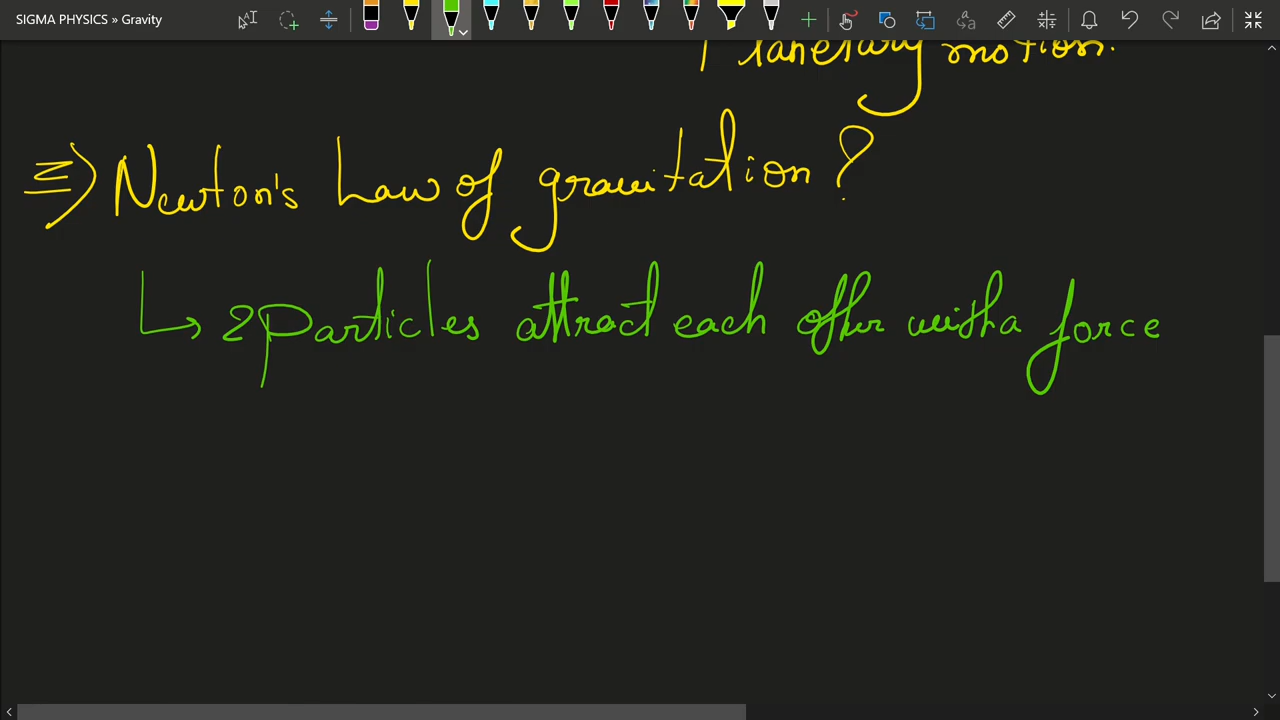 SIGMA PHYSICS » Gravity
Planetary motion.
⇒ Newton's Law of gravitation?
↳ 2 Particles attract each other with a force